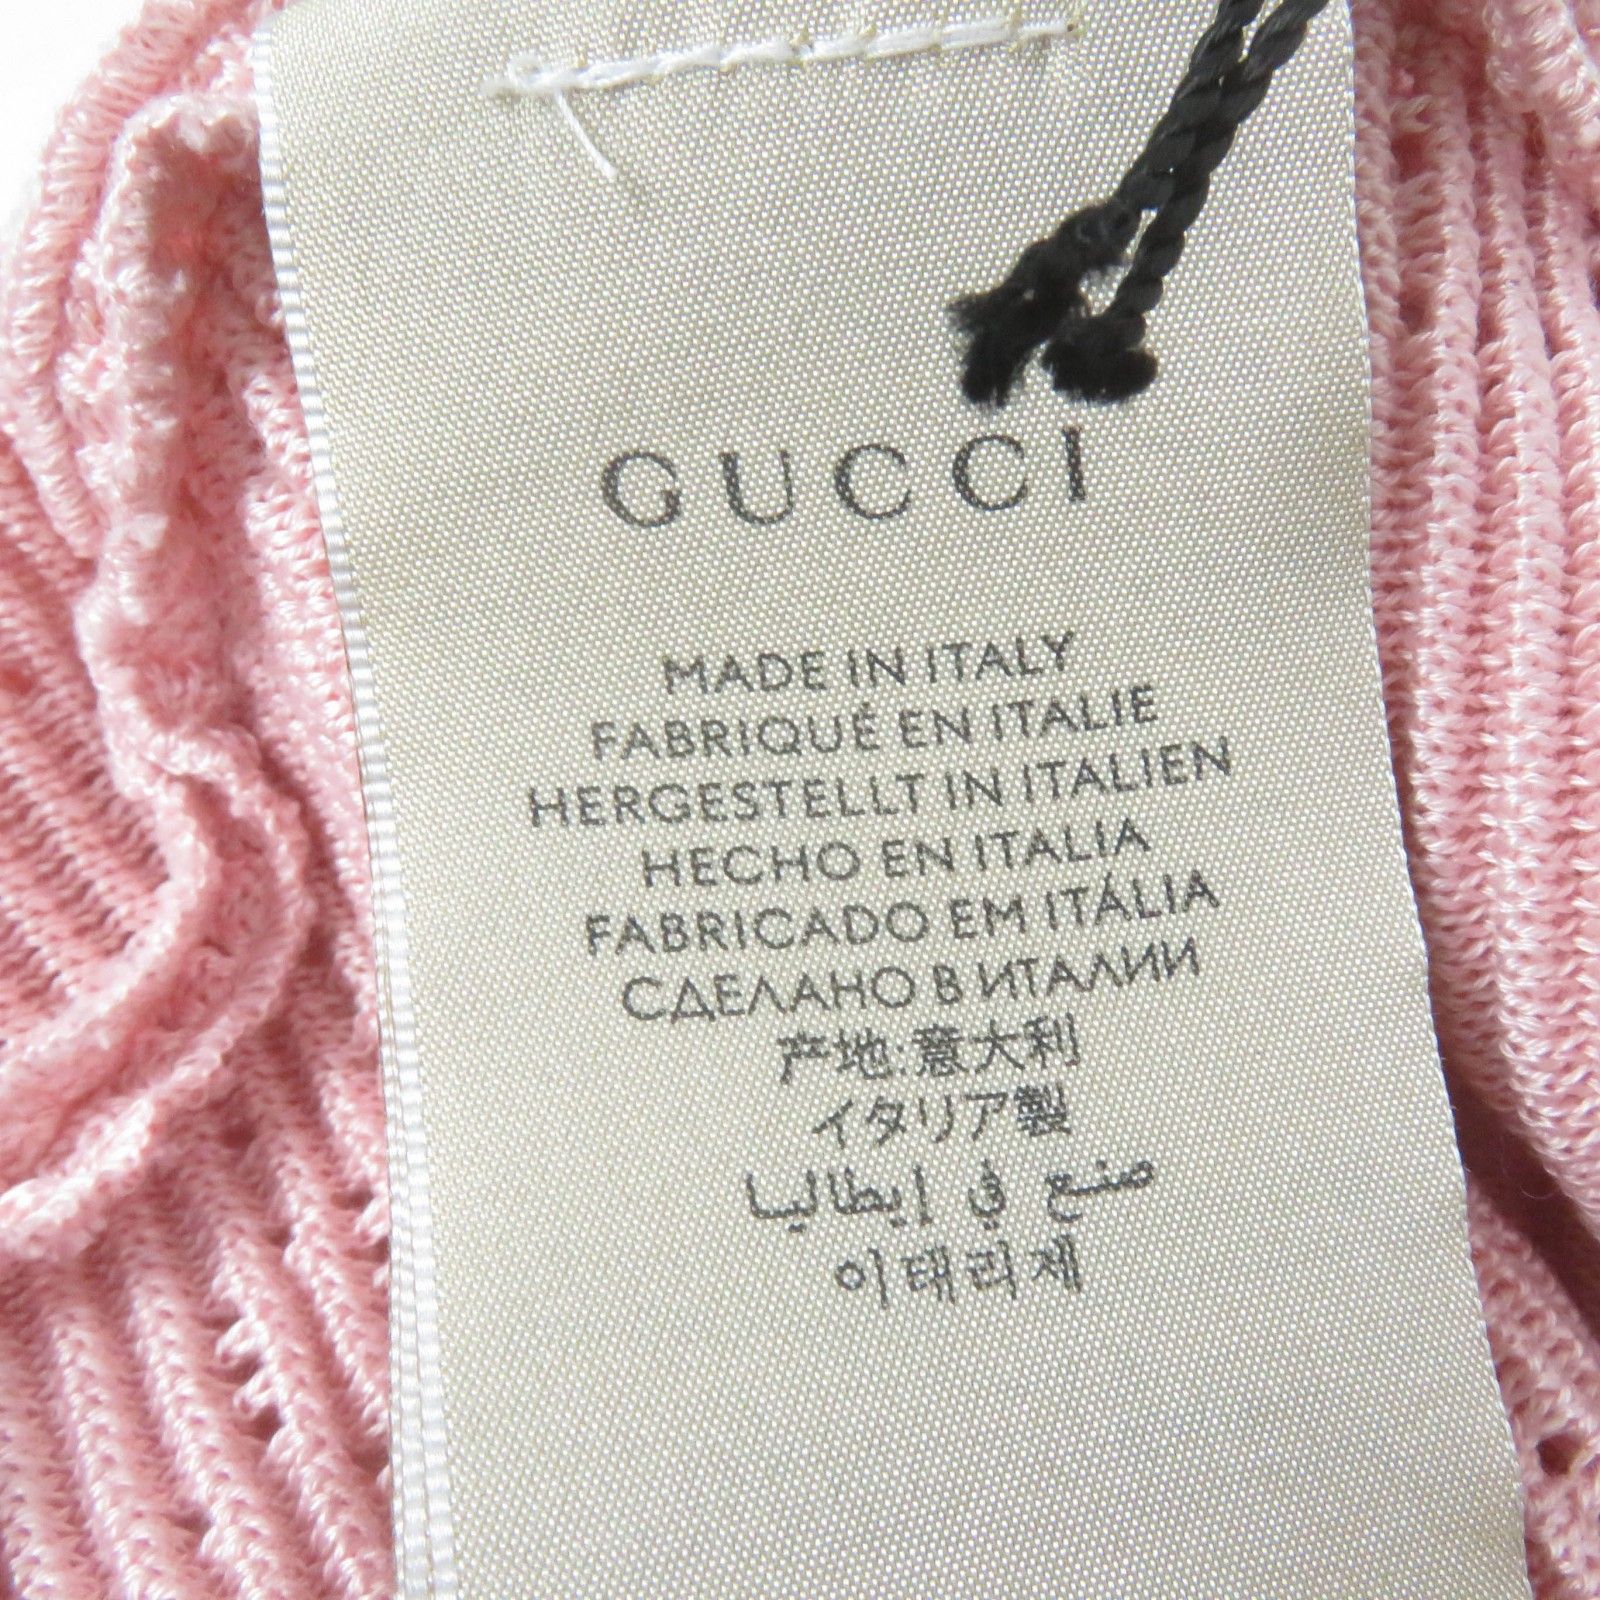 GUCCI
MADE IN ITALY
FABRIQUÉ EN ITALIE
HERGESTELLT IN ITALIEN
HECHO EN ITALIA
FABRICADO EM ITÁLIA
СДЕЛАНО В ИТАЛИИ
产地:意大利
イタリア製
صنع في إيطاليا
이태리제